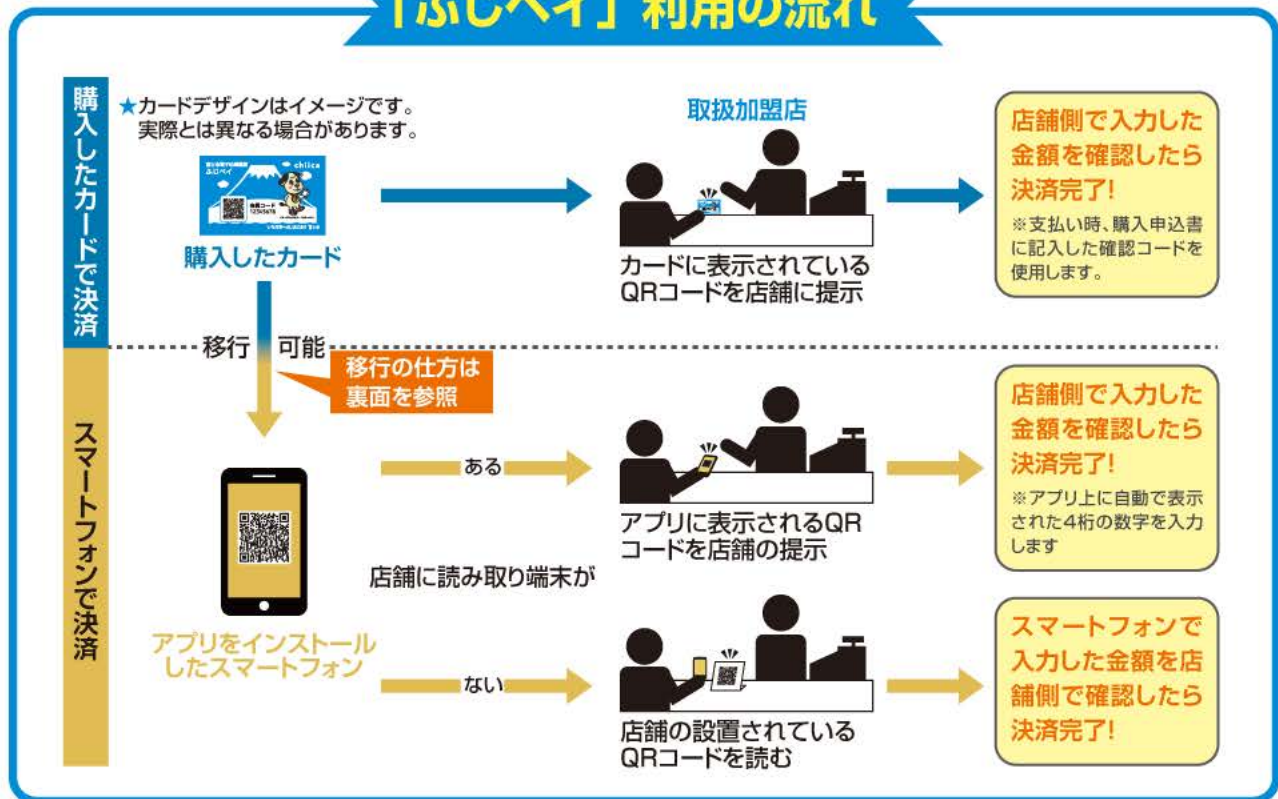 「ふじペイ」利用の流れ
購入したカードで決済
★カードデザインはイメージです。
実際とは異なる場合があります。
ふじペイ
chiica
12345678
購入したカード
取扱加盟店
カードに表示されている
QRコードを店舗に提示
店舗側で入力した
金額を確認したら
決済完了!
※支払い時、購入申込書
に記入した確認コードを
使用します。
移行 可能
移行の仕方は
裏面を参照
スマートフォンで決済
アプリをインストール
したスマートフォン
店舗に読み取り端末が
ある
アプリに表示されるQR
コードを店舗の提示
店舗側で入力した
金額を確認したら
決済完了!
※アプリ上に自動で表示
された4桁の数字を入力
します
ない
店舗の設置されている
QRコードを読む
スマートフォンで
入力した金額を店
舗側で確認したら
決済完了!